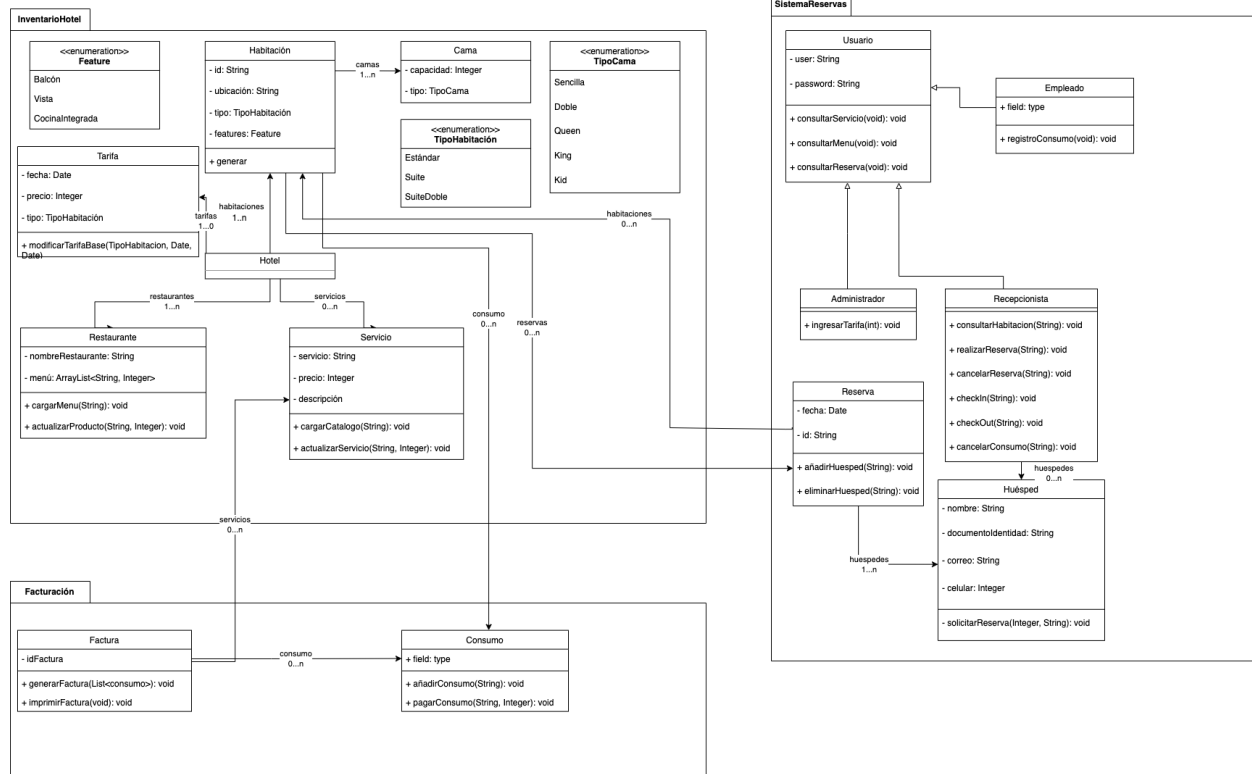 InventarioHotel
<<enumeration>>
Feature
Balcón
Vista
CocinaIntegrada
Habitación
- id: String
- ubicación: String
- tipo: TipoHabitación
- features: Feature
+ generar
camas
1...n
Cama
- capacidad: Integer
- tipo: TipoCama
<<enumeration>>
TipoHabitación
Estándar
Suite
SuiteDoble
<<enumeration>>
TipoCama
Sencilla
Doble
Queen
King
Kid
Tarifa
- fecha: Date
- precio: Integer
- tipo: TipoHabitación
+ modificarTarifaBase(TipoHabitacion, Date,
Date)
tarifas
1...0
habitaciones
1..n
Hotel
restaurantes
1...n
servicios
0...n
Restaurante
- nombreRestaurante: String
- menú: ArrayList<String, Integer>
+ cargarMenu(String): void
+ actualizarProducto(String, Integer): void
Servicio
- servicio: String
- precio: Integer
- descripción
+ cargarCatalogo(String): void
+ actualizarServicio(String, Integer): void
consumo
0...n
reservas
0...n
habitaciones
0...n
servicios
0...n
Facturación
Factura
- idFactura
+ generarFactura(List<consumo>): void
+ imprimirFactura(void): void
consumo
0...n
Consumo
+ field: type
+ añadirConsumo(String): void
+ pagarConsumo(String, Integer): void
SistemaReservas
Usuario
- user: String
- password: String
+ consultarServicio(void): void
+ consultarMenu(void): void
+ consultarReserva(void): void
Empleado
+ field: type
+ registroConsumo(void): void
Administrador
+ ingresarTarifa(int): void
Recepcionista
+ consultarHabitacion(String): void
+ realizarReserva(String): void
+ cancelarReserva(String): void
+ checkIn(String): void
+ checkOut(String): void
+ cancelarConsumo(String): void
Reserva
- fecha: Date
- id: String
+ añadirHuesped(String): void
+ eliminarHuesped(String): void
huespedes
0...n
huespedes
1...n
Huésped
- nombre: String
- documentoIdentidad: String
- correo: String
- celular: Integer
- solicitarReserva(Integer, String): void